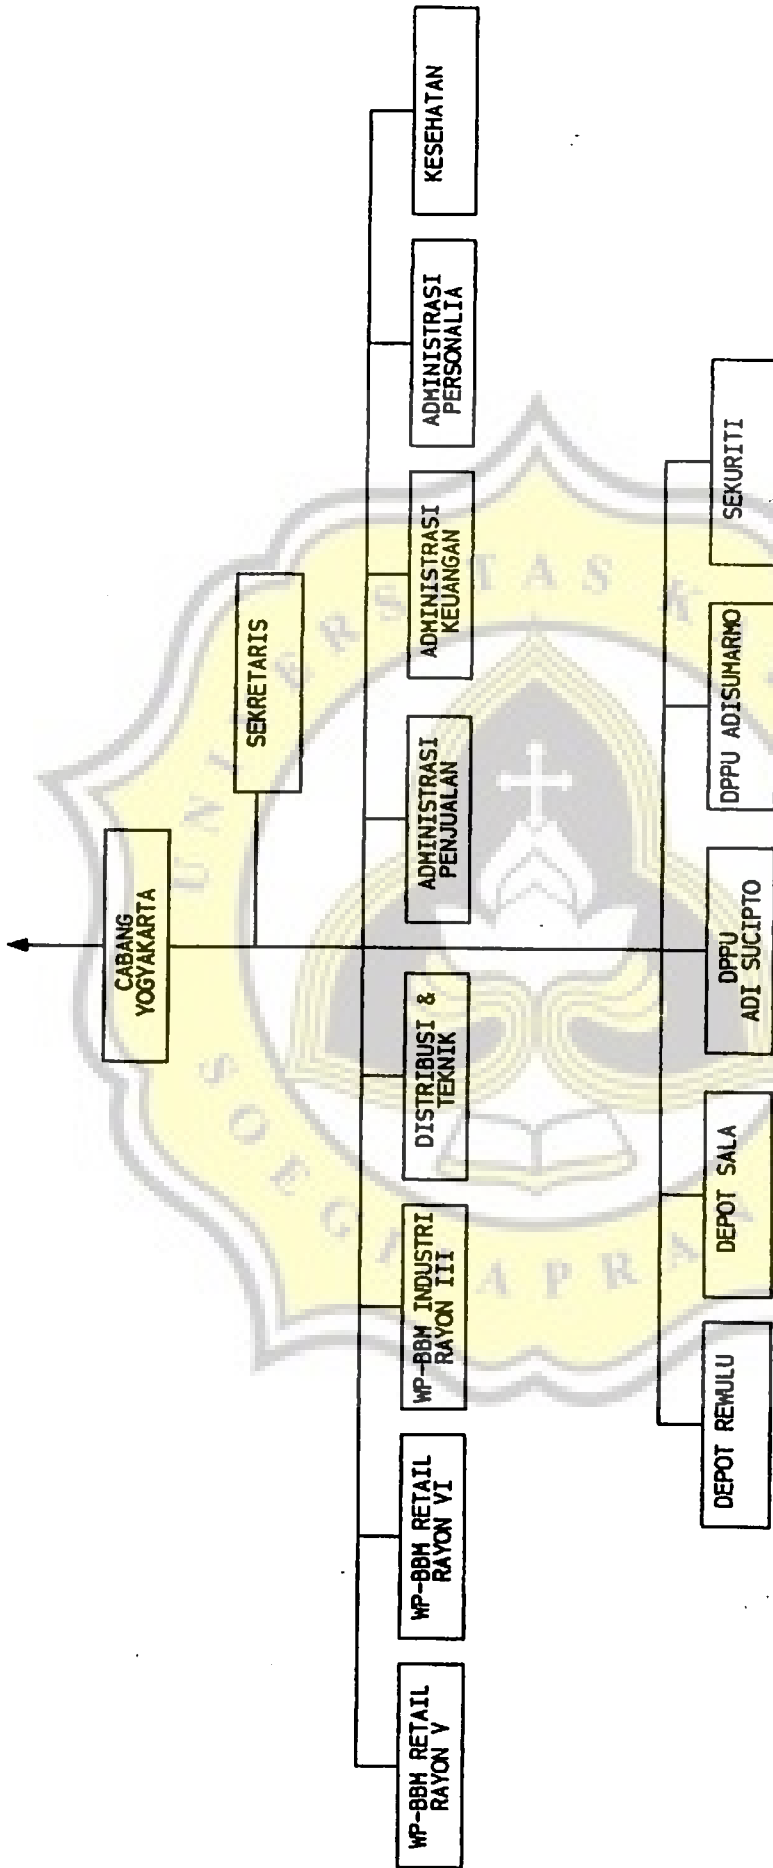 CABANG
YOGYAKARTA
SEKRETARIS
WP-BBM RETAIL
RAYON V
WP-BBM RETAIL
RAYON VI
WP-BBM INDUSTRI
RAYON III
DISTRIBUSI &
TEKNIK
ADMINISTRASI
PENJUALAN
ADMINISTRASI
KEUANGAN
ADMINISTRASI
PERSONALIA
KESEHATAN
DEPOT REWULU
DEPOT SALA
DPPU
ADI SUCIPTO
DPPU ADISUMARMO
SEKURITI